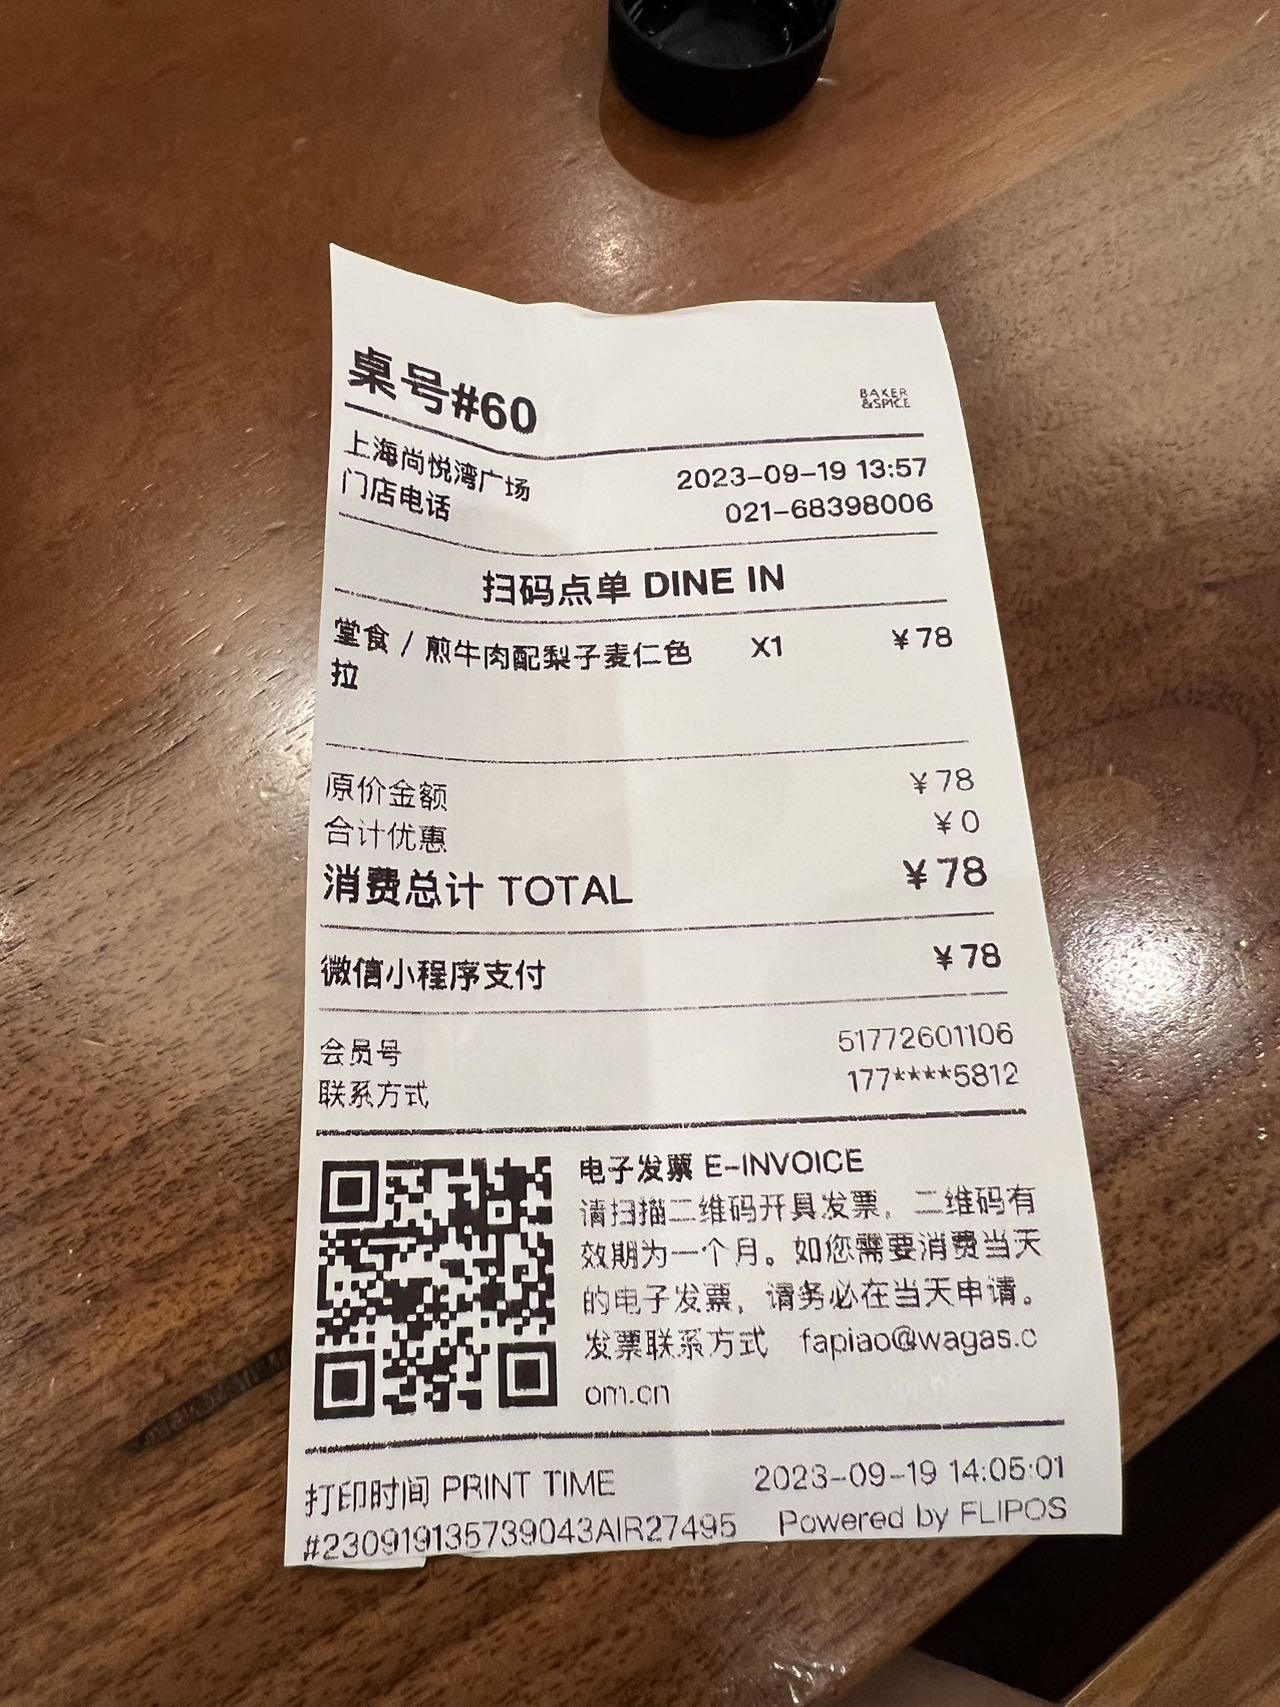 桌号#60
BAKER
&SPICE
上海尚悦湾广场 2023-09-19 13:57
门店电话 021-68398006
扫码点单 DINE IN
堂食 / 煎牛肉配梨子麦仁色 X1 ¥78
拉
原价金额 ¥78
合计优惠 ¥0
消费总计 TOTAL ¥78
微信小程序支付 ¥78
会员号 51772601106
联系方式 177****5812
电子发票 E-INVOICE
请扫描二维码开具发票，二维码有
效期为一个月。如您需要消费当天
的电子发票，请务必在当天申请。
发票联系方式 fapiao@wagas.c
om.cn
打印时间 PRINT TIME 2023-09-19 14:05:01
#230919135739043AIR27495 Powered by FLIPOS